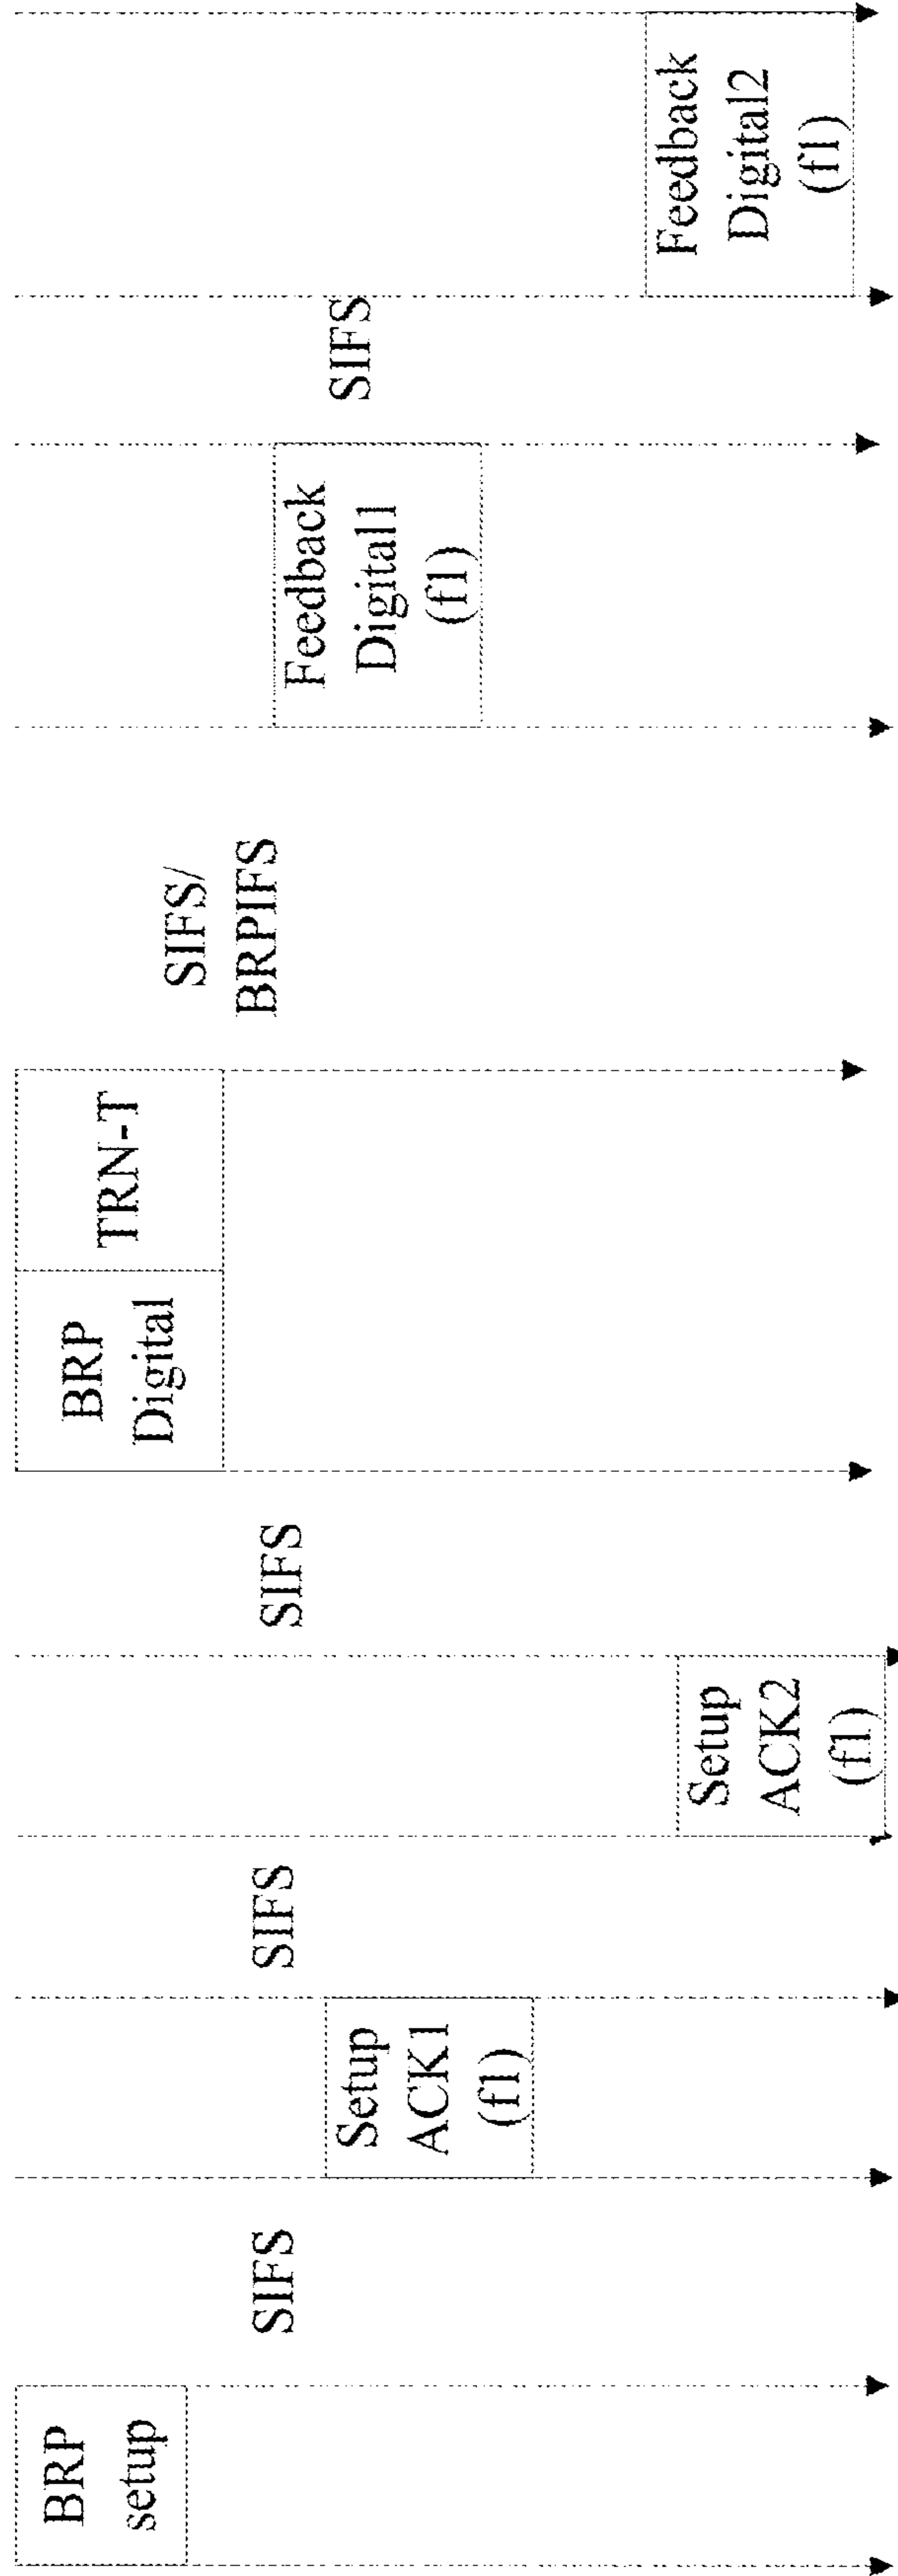 BRP
setup
SIFS
Setup
ACK1
(f1)
SIFS
Setup
ACK2
(f1)
SIFS
BRP
Digital
TRN-T
SIFS/
BRPIFS
Feedback
Digital1
(f1)
SIFS
Feedback
Digital2
(f1)